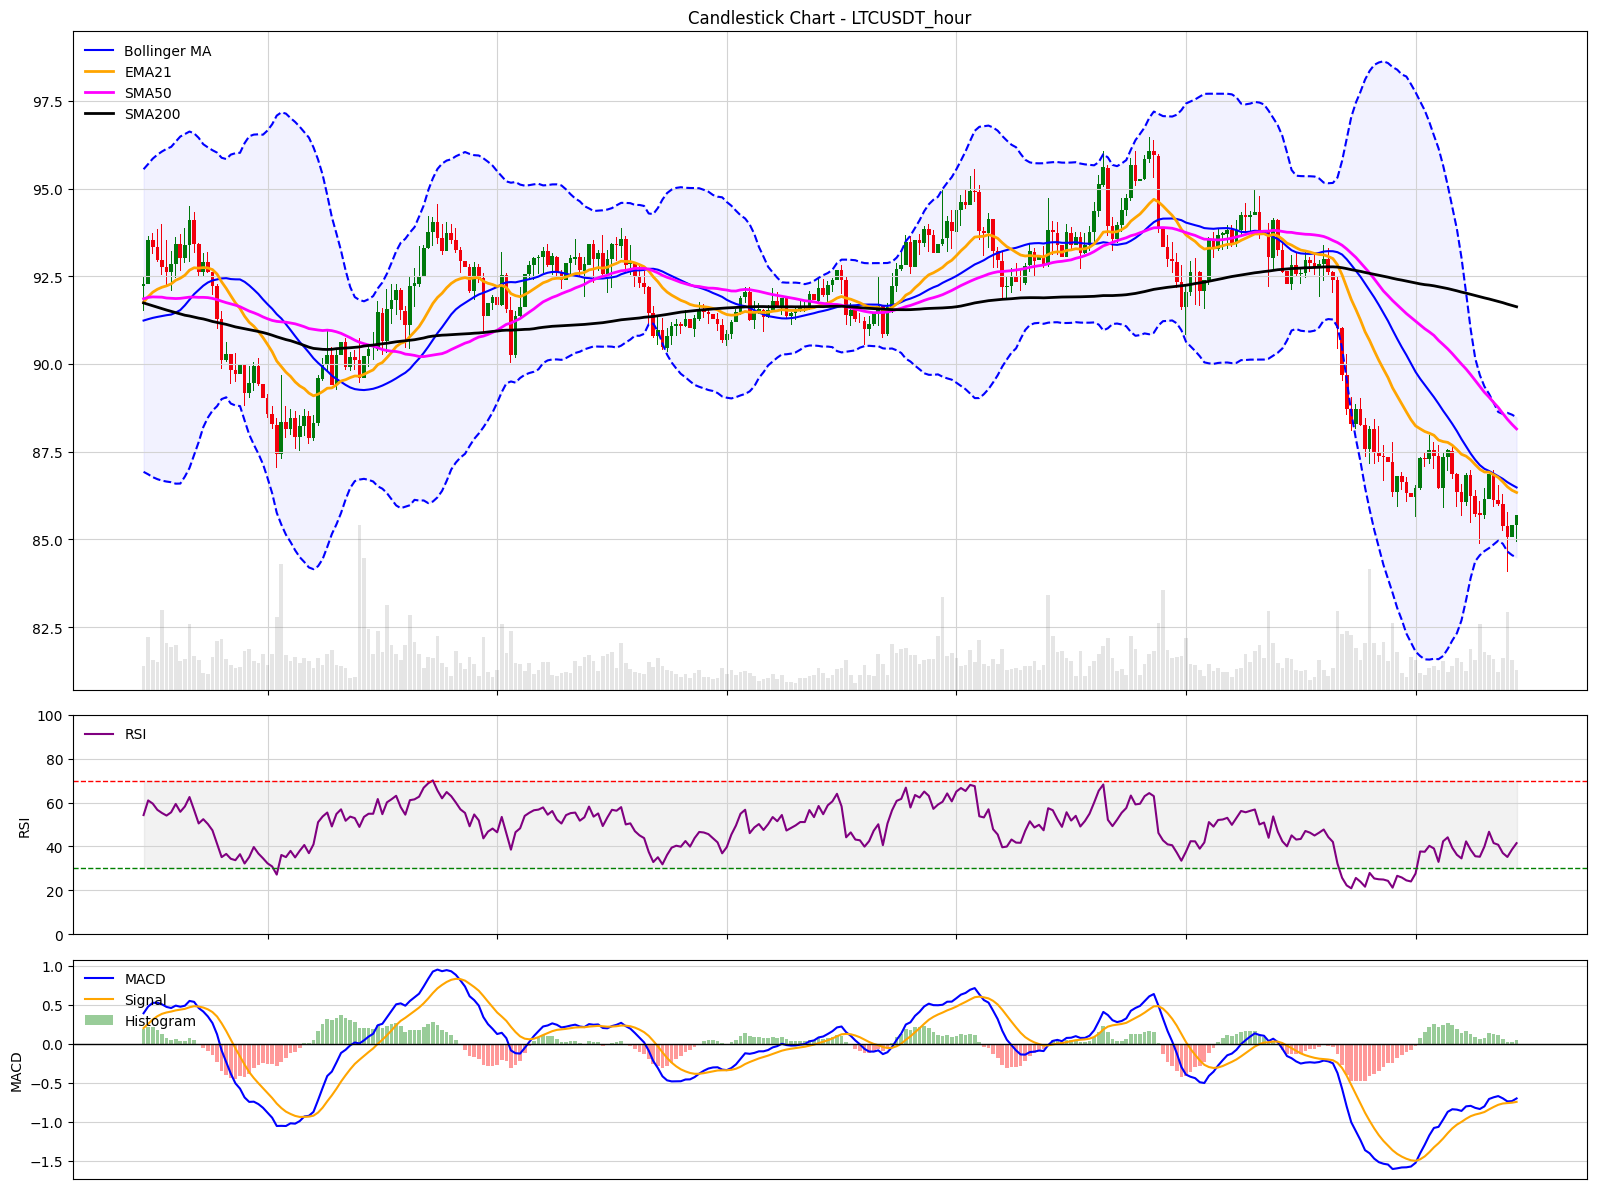 Candlestick Chart - LTCUSDT_hour
Bollinger MA
EMA21
SMA50
SMA200
97.5
95.0
92.5
90.0
87.5
85.0
82.5
RSI
100
80
60
40
20
0
RSI
MACD
Signal
Histogram
1.0
0.5
0.0
−0.5
−1.0
−1.5
MACD